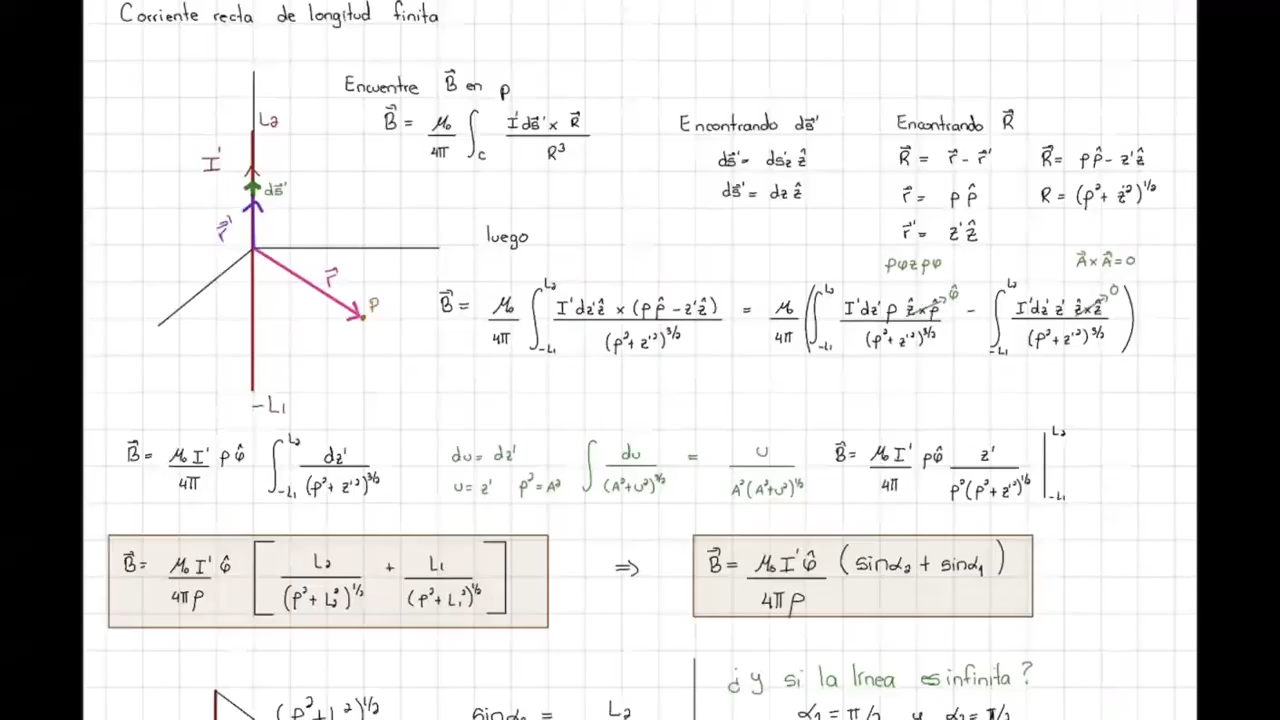 Corriente recta de longitud finita
Encuentre B⃗ en P
B⃗ = μ₀/4π ∫_C I' ds⃗' × R⃗ / R³
L₂
I'
ds⃗'
r⃗'
r⃗
P
-L₁
Encontrando ds⃗'
ds⃗' = ds'z ẑ
ds⃗' = dz ẑ
Encontrando R⃗
R⃗ = r⃗ - r⃗'
R⃗ = ρρ̂ - z'ẑ
r⃗ = ρ ρ̂
R = (ρ² + z'²)^1/2
r⃗' = z'ẑ
luego
ρφzρφ
A⃗ × A⃗ = 0
B⃗ = μ₀/4π ∫_{-L₁}^{L₂} I'dz'ẑ × (ρρ̂ - z'ẑ) / (ρ² + z'²)^3/2 = μ₀/4π ( ∫_{-L₁}^{L₂} I'dz' ρ ẑ×ρ̂ / (ρ² + z'²)^3/2 - ∫_{-L₁}^{L₂} I'dz' z' ẑ×ẑ / (ρ² + z'²)^3/2 )
φ̂
0
B⃗ = μ₀I'/4π ρφ̂ ∫_{-L₁}^{L₂} dz' / (ρ² + z'²)^3/2
du = dz'
u = z' ρ² = A²
∫ du / (A² + u²)^3/2 = u / A²(A² + u²)^1/2
B⃗ = μ₀I'/4π ρφ̂ z' / ρ²(ρ² + z'²)^1/2 |_{-L₁}^{L₂}
B⃗ = μ₀I'φ̂/4πρ [ L₂ / (ρ² + L₂²)^1/2 + L₁ / (ρ² + L₁²)^1/2 ] ⇒ B⃗ = μ₀I'φ̂/4πρ (sinα₂ + sinα₁)
¿y si la línea es infinita?